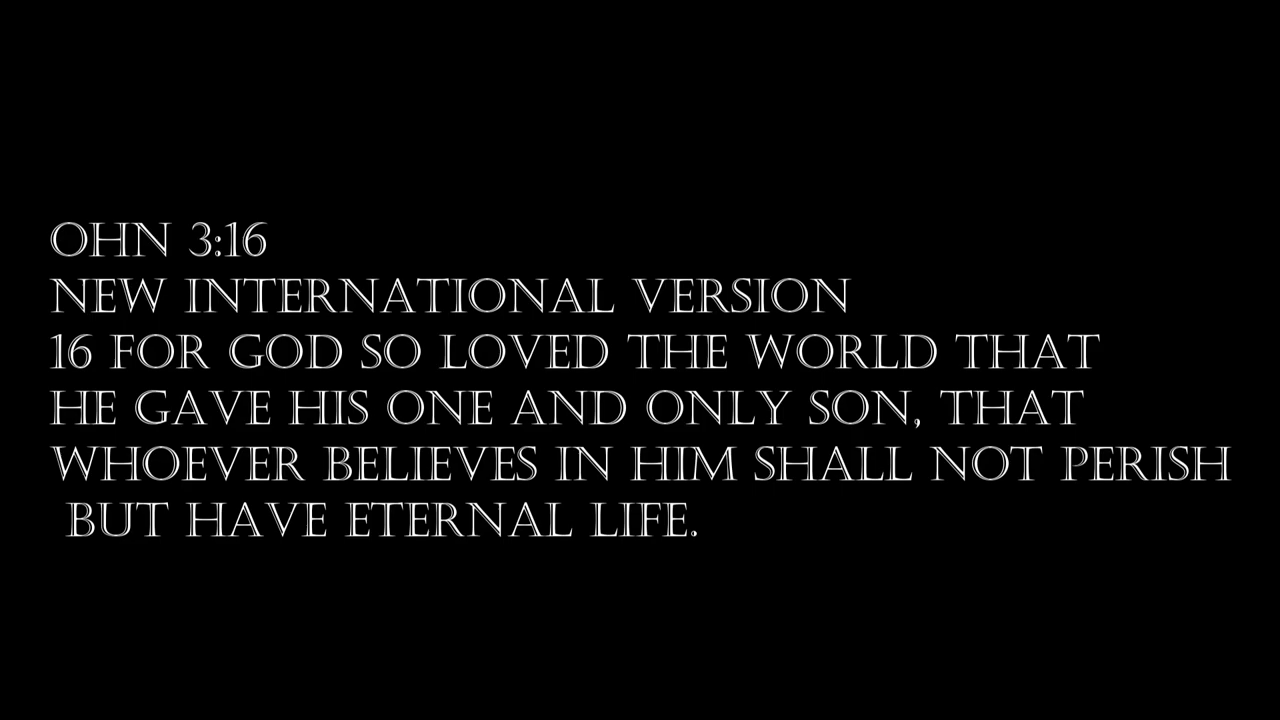 OHN 3:16
NEW INTERNATIONAL VERSION
16 FOR GOD SO LOVED THE WORLD THAT
HE GAVE HIS ONE AND ONLY SON, THAT
WHOEVER BELIEVES IN HIM SHALL NOT PERISH
BUT HAVE ETERNAL LIFE.